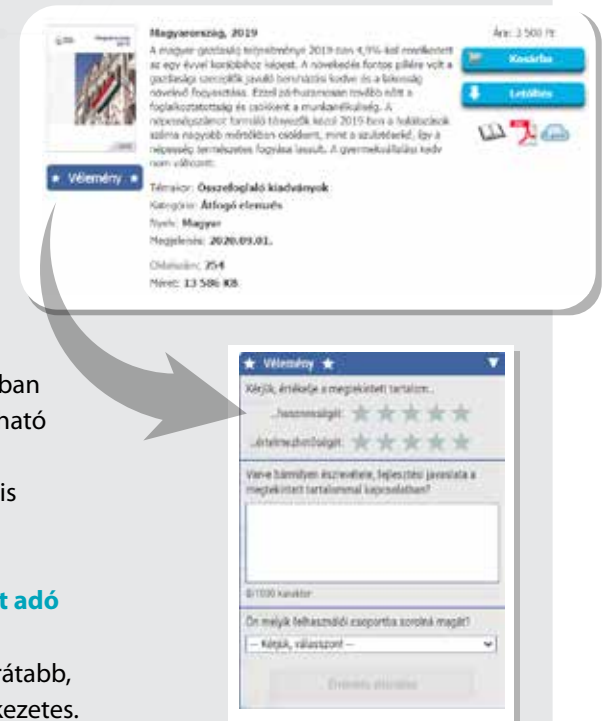 Magyarország, 2019
Ára: 3 500 Ft
A magyar gazdaság teljesítménye 2019-ben 4,9%-kal emelkedett
az egy évvel korábbihoz képest. A növekedés fontos pillére volt a
gazdasági szereplők javuló beruházási kedve és a lakosság
növekvő fogyasztása. Ezzel párhuzamosan tovább nőtt a
foglalkoztatottság és csökkent a munkanélküliség. A
népességszámot formáló tényezők közül 2019-ben a halálozások
száma nagyobb mértékben csökkent, mint a születéseké, így a
népesség természetes fogyása lassult. A gyermekvállalási kedv
nem változott.
Kosárba
Letöltés
★ Vélemény ★
Témakör: Összefoglaló kiadványok
Kategória: Átfogó elemzés
Nyelv: Magyar
Megjelenés: 2020.09.01.
Oldalszám: 254
Méret: 13 586 KB
ban
ható
is
t adó
rátabb,
kezetes.
★ Vélemény ★
Kérjük, értékelje a megtekintett tartalom...
...hasznosságát:
...értelmezhetőségét:
Van-e bármilyen észrevétele, fejlesztési javaslata a
megtekintett tartalommal kapcsolatban?
0/1000 karakter
Ön melyik felhasználói csoportba sorolná magát?
-- Kérjük, válasszon! --
Értékelés elküldése